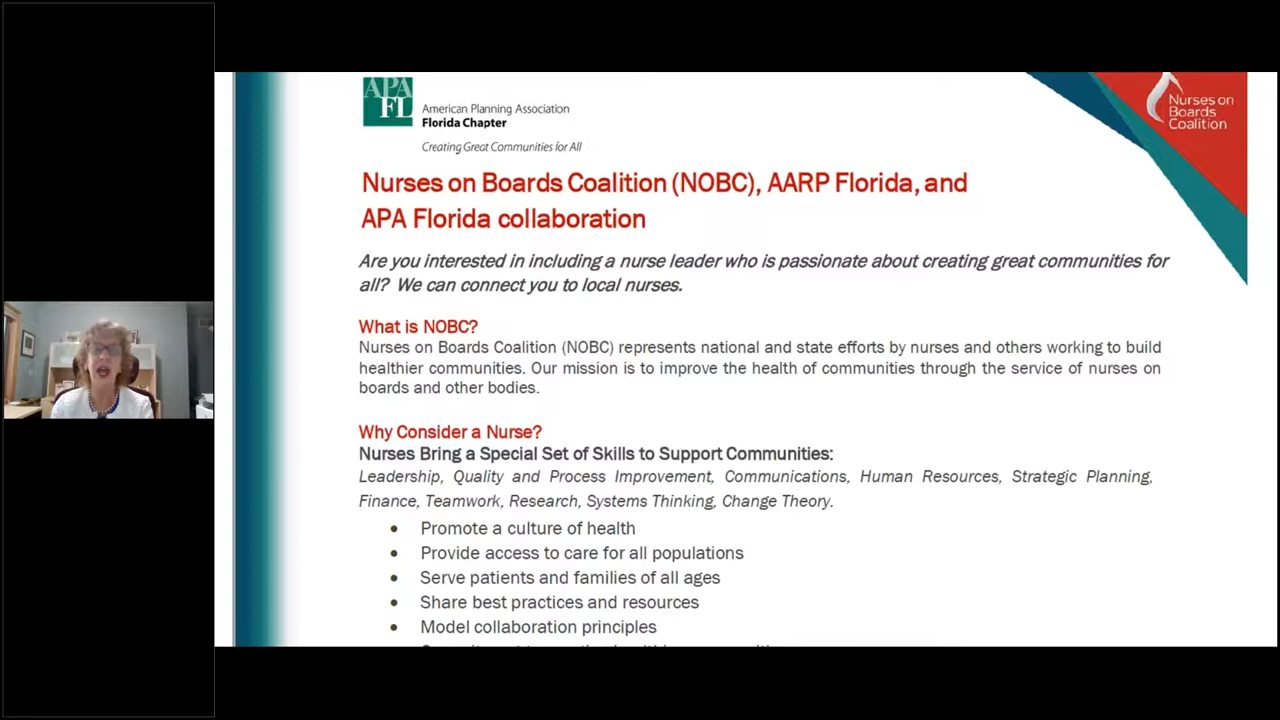 APA
FL
American Planning Association
Florida Chapter
Creating Great Communities for All
Nurses on
Boards
Coalition
Nurses on Boards Coalition (NOBC), AARP Florida, and
APA Florida collaboration
Are you interested in including a nurse leader who is passionate about creating great communities for
all? We can connect you to local nurses.
What is NOBC?
Nurses on Boards Coalition (NOBC) represents national and state efforts by nurses and others working to build
healthier communities. Our mission is to improve the health of communities through the service of nurses on
boards and other bodies.
Why Consider a Nurse?
Nurses Bring a Special Set of Skills to Support Communities:
Leadership, Quality and Process Improvement, Communications, Human Resources, Strategic Planning,
Finance, Teamwork, Research, Systems Thinking, Change Theory.
• Promote a culture of health
• Provide access to care for all populations
• Serve patients and families of all ages
• Share best practices and resources
• Model collaboration principles